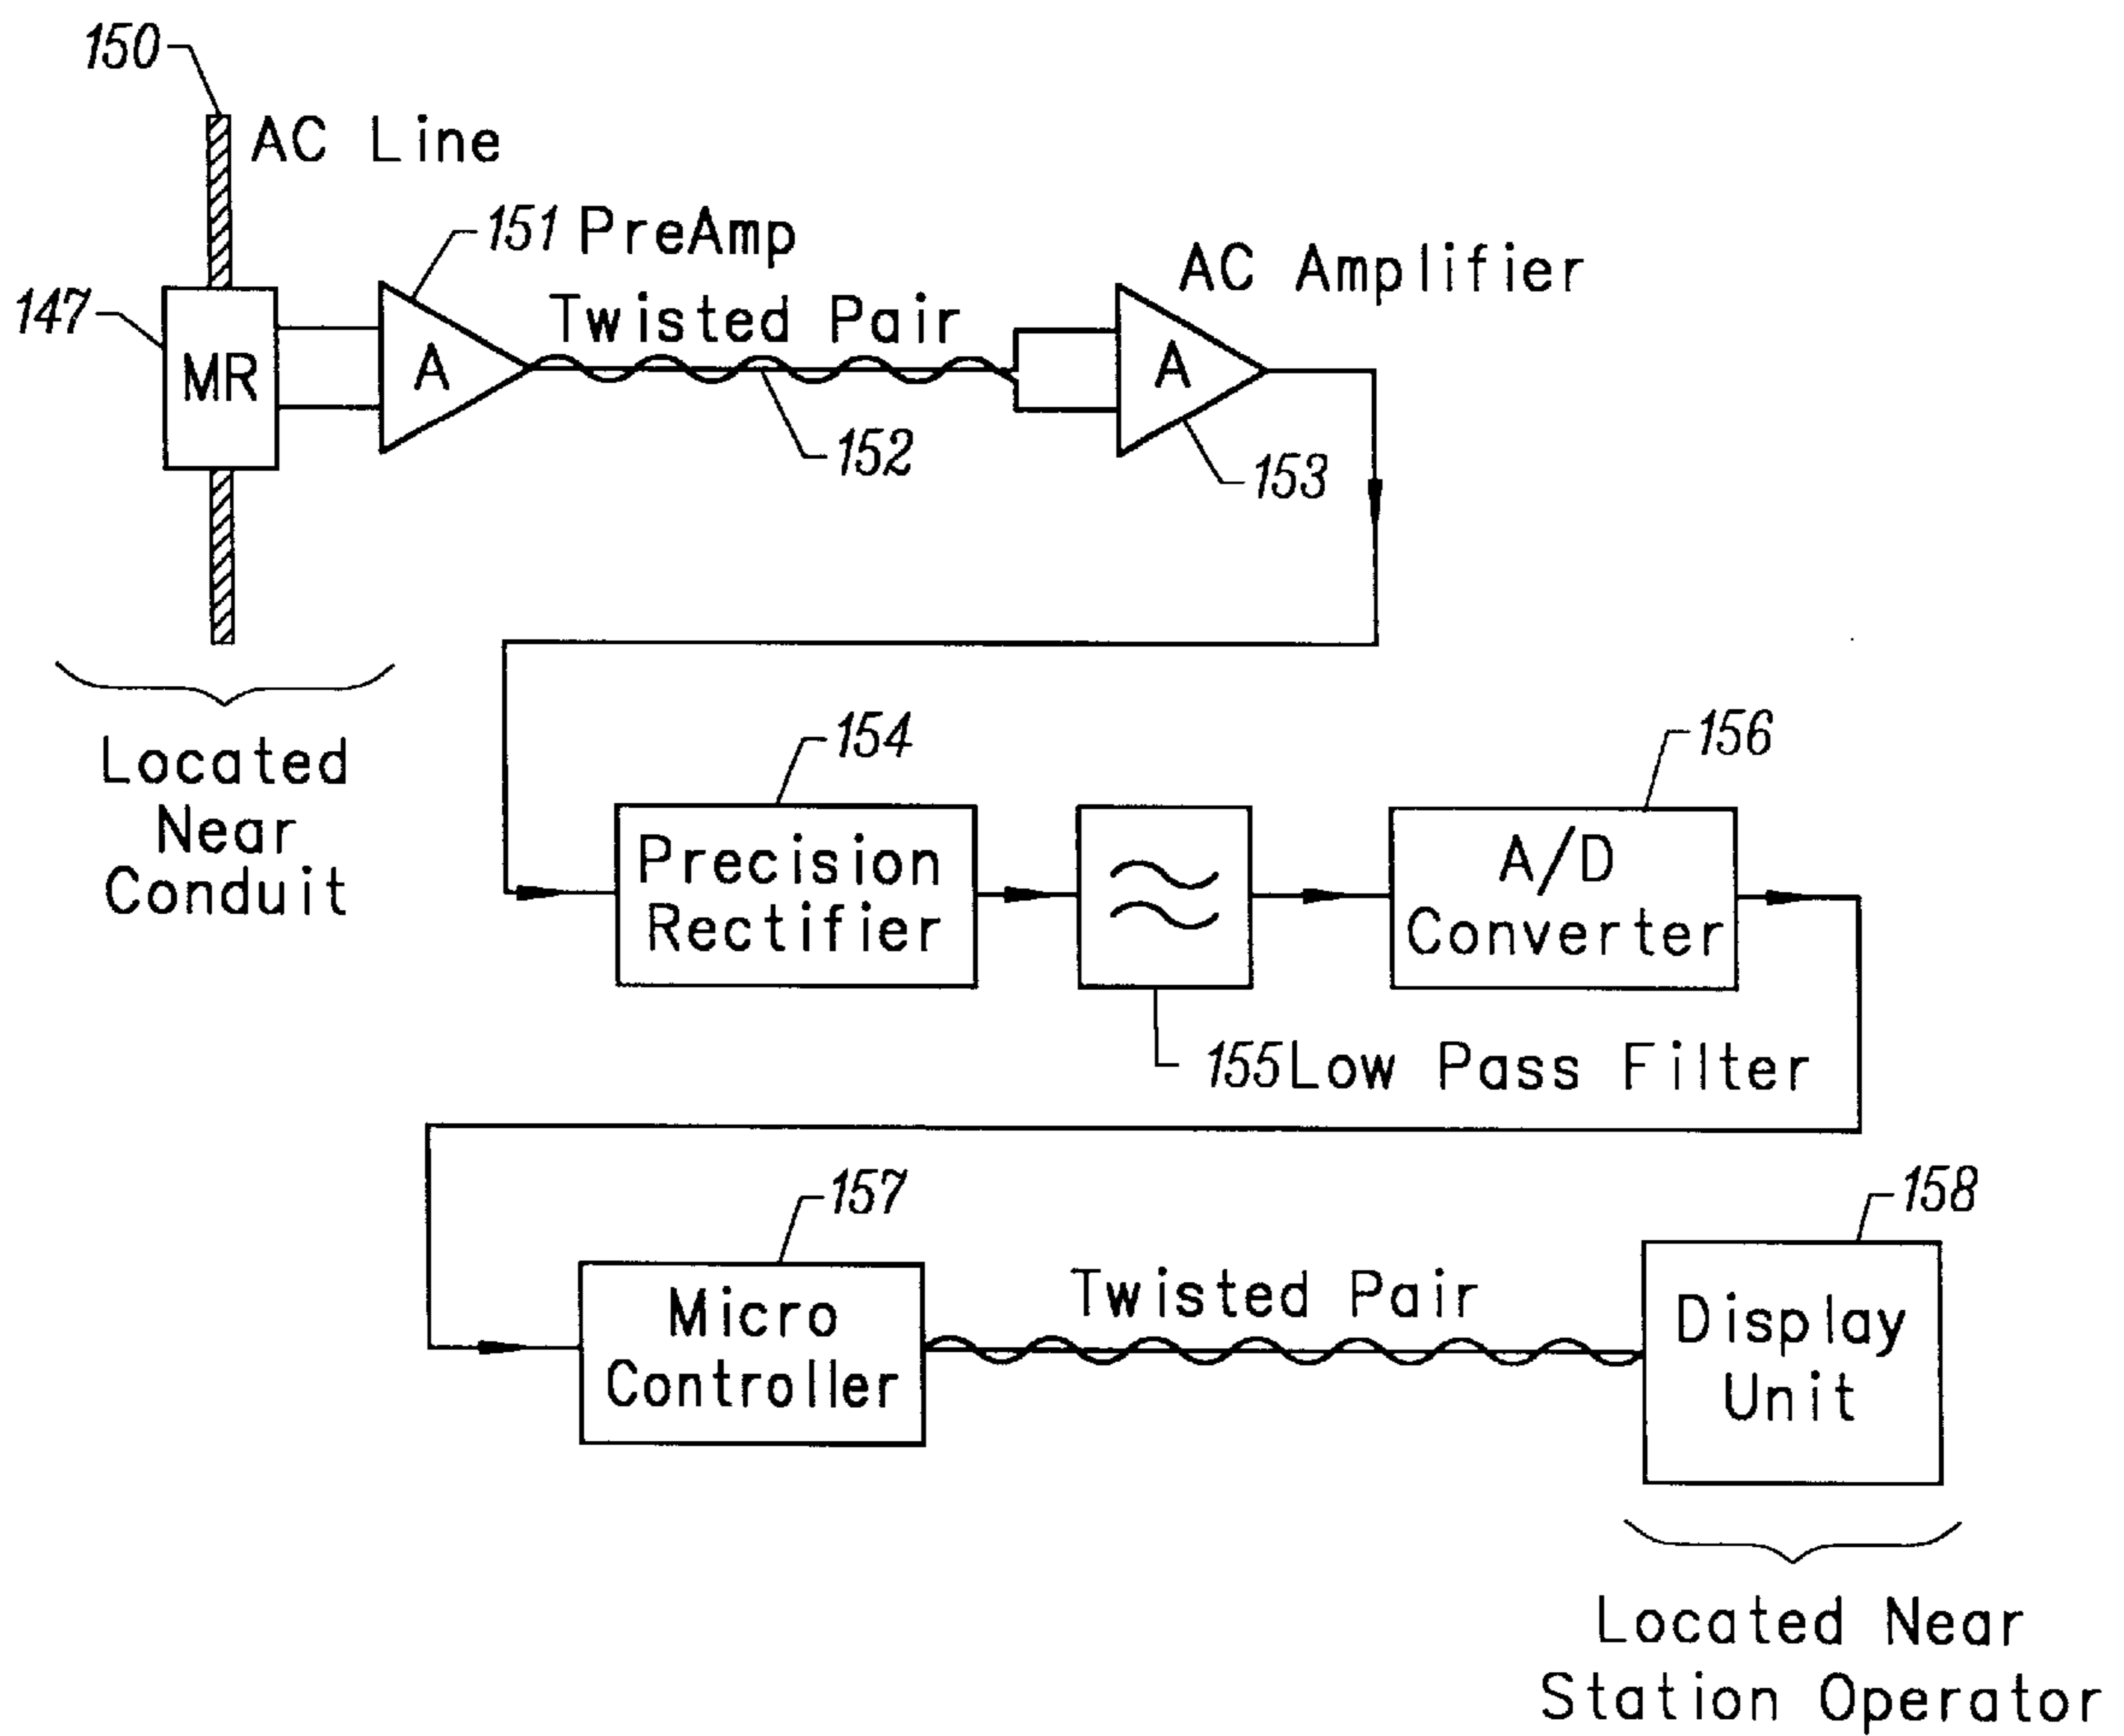 150
AC Line
151 PreAmp
Twisted Pair
AC Amplifier
147
MR
A
A
152
153
Located
Near
Conduit
154
156
Precision
Rectifier
A/D
Converter
155 Low Pass Filter
157
158
Micro
Controller
Twisted Pair
Display
Unit
Located Near
Station Operator